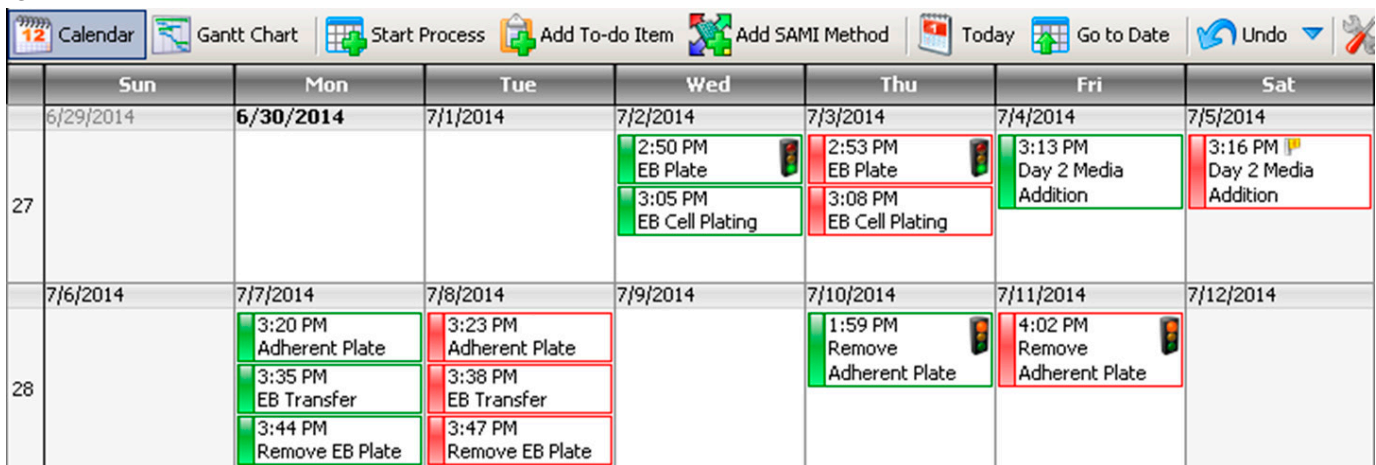 12 Calendar Gantt Chart Start Process Add To-do Item Add SAMI Method Today Go to Date Undo
Sun Mon Tue Wed Thu Fri Sat
6/29/2014 6/30/2014 7/1/2014 7/2/2014 7/3/2014 7/4/2014 7/5/2014
27
2:50 PM
EB Plate
3:05 PM
EB Cell Plating
2:53 PM
EB Plate
3:08 PM
EB Cell Plating
3:13 PM
Day 2 Media
Addition
3:16 PM
Day 2 Media
Addition
7/6/2014 7/7/2014 7/8/2014 7/9/2014 7/10/2014 7/11/2014 7/12/2014
28
3:20 PM
Adherent Plate
3:35 PM
EB Transfer
3:44 PM
Remove EB Plate
3:23 PM
Adherent Plate
3:38 PM
EB Transfer
3:47 PM
Remove EB Plate
1:59 PM
Remove
Adherent Plate
4:02 PM
Remove
Adherent Plate